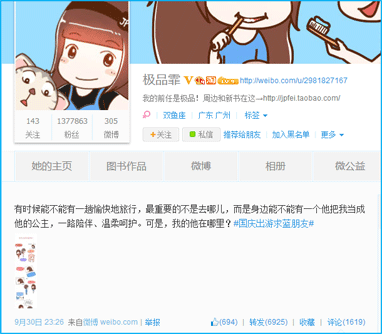 JP
极品霏 http://weibo.com/u/2981827167
我的前任是极品！周边和新书在这→http://jpfei.taobao.com/
双鱼座 | 广东 广州 | 标签
143 1377863 305
关注 粉丝 微博
+关注 私信 推荐给朋友 | 加入黑名单 | 更多
她的主页 图书作品 微博 相册 微公益
有时候能不能有一趟愉快地旅行，最重要的不是去哪儿，而是身边能不能有一个他把我当成
他的公主，一路陪伴、温柔呵护。可是，我的他在哪里？#国庆出游求蓝朋友#
9月30日 23:26 来自微博 weibo.com | 举报 (694) | 转发(6925) | 收藏 | 评论(1619)